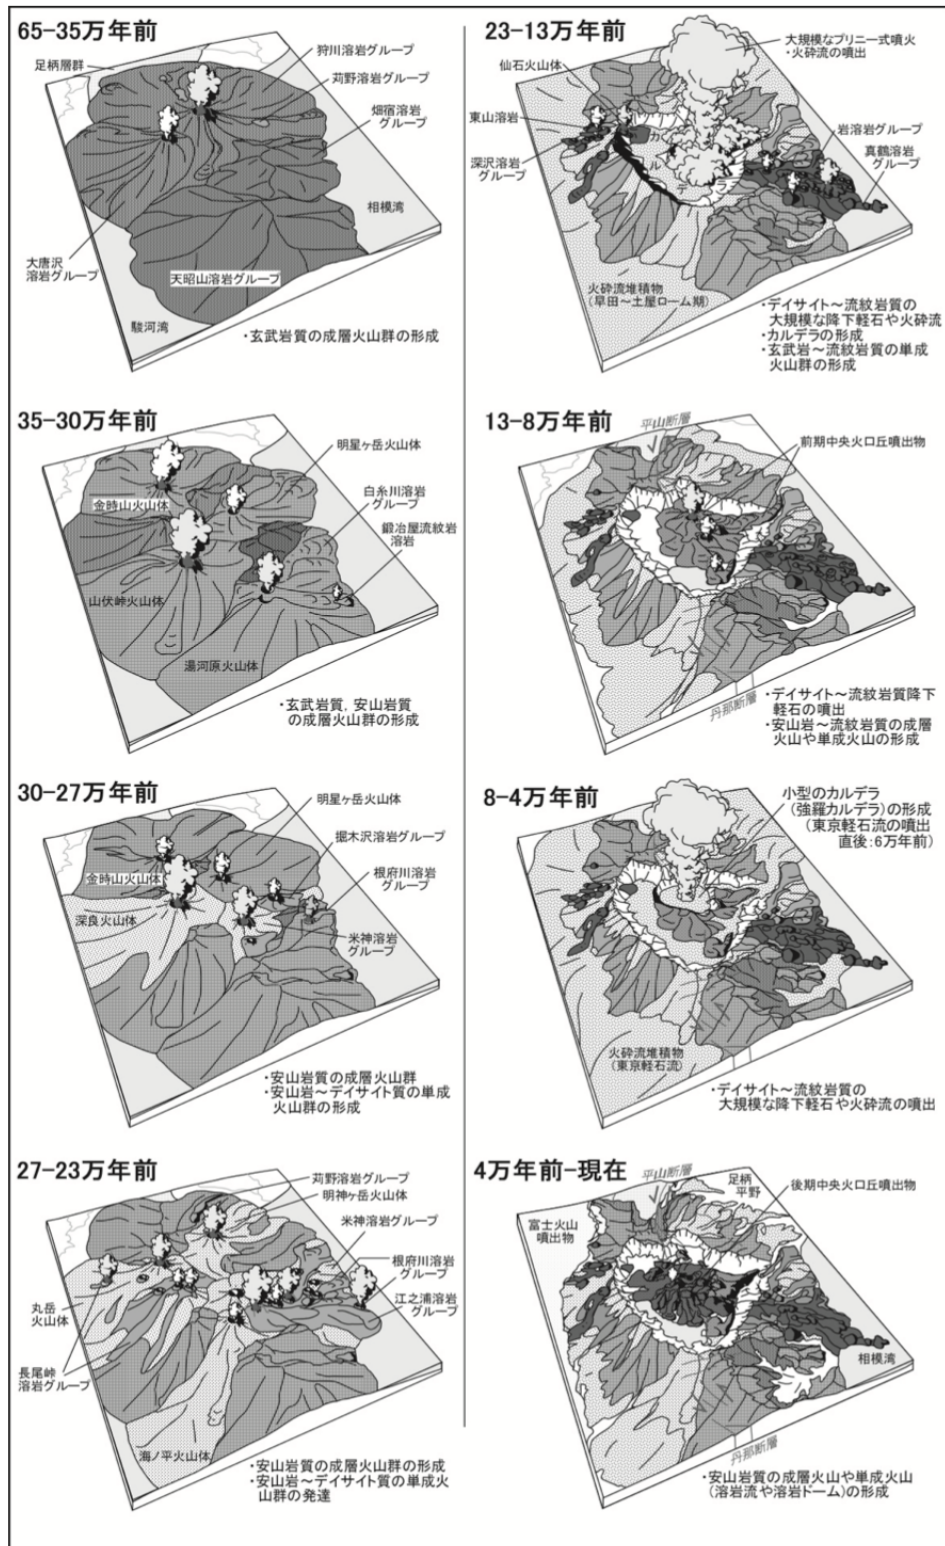 65-35万年前
足柄層群
狩川溶岩グループ
苅野溶岩グループ
畑宿溶岩
グループ
相模湾
大唐沢
溶岩グループ
天昭山溶岩グループ
駿河湾
・玄武岩質の成層火山群の形成
35-30万年前
明星ヶ岳火山体
白糸川溶岩
グループ
金時山火山体
鍛冶屋流紋岩
溶岩
山伏峠火山体
湯河原火山体
・玄武岩質, 安山岩質
の成層火山群の形成
30-27万年前
明星ヶ岳火山体
掘木沢溶岩グループ
金時山火山体
根府川溶岩
グループ
深良火山体
米神溶岩
グループ
・安山岩質の成層火山群
・安山岩～デイサイト質の単成
火山群の形成
27-23万年前
苅野溶岩グループ
明神ヶ岳火山体
米神溶岩グループ
根府川溶岩
グループ
江之浦溶岩
グループ
丸岳
火山体
長尾峠
溶岩グループ
海ノ平火山体
・安山岩質の成層火山群の形成
・安山岩～デイサイト質の単成火
山群の発達
23-13万年前
大規模なプリニー式噴火
・火砕流の噴出
仙石火山体
東山溶岩
岩溶岩グループ
深沢溶岩
グループ
真鶴溶岩
グループ
カルデラ
火砕流堆積物
(早田～土屋ローム期)
・デイサイト～流紋岩質の
大規模な降下軽石や火砕流
・カルデラの形成
・玄武岩～流紋岩質の単成
火山群の形成
13-8万年前
平山断層
前期中央火口丘噴出物
丹那断層
・デイサイト～流紋岩質降下
軽石の噴出
・安山岩～流紋岩質の成層
火山や単成火山の形成
8-4万年前
小型のカルデラ
(強羅カルデラ)の形成
(東京軽石流の噴出
直後:6万年前)
火砕流堆積物
(東京軽石流)
・デイサイト～流紋岩質の
大規模な降下軽石や火砕流の噴出
4万年前-現在
平山断層
足柄
平野
後期中央火口丘噴出物
富士火山
噴出物
相模湾
丹那断層
・安山岩質の成層火山や単成火山
(溶岩流や溶岩ドーム)の形成